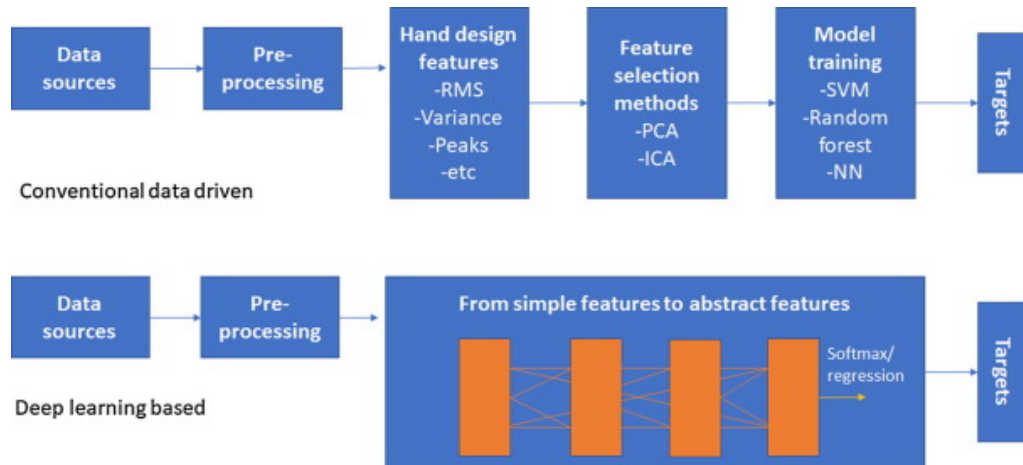 Data
sources
Pre-
processing
Hand design
features
-RMS
-Variance
-Peaks
-etc
Feature
selection
methods
-PCA
-ICA
Model
training
-SVM
-Random
forest
-NN
Targets
Conventional data driven
Data
sources
Pre-
processing
From simple features to abstract features
Softmax/
regression
Targets
Deep learning based